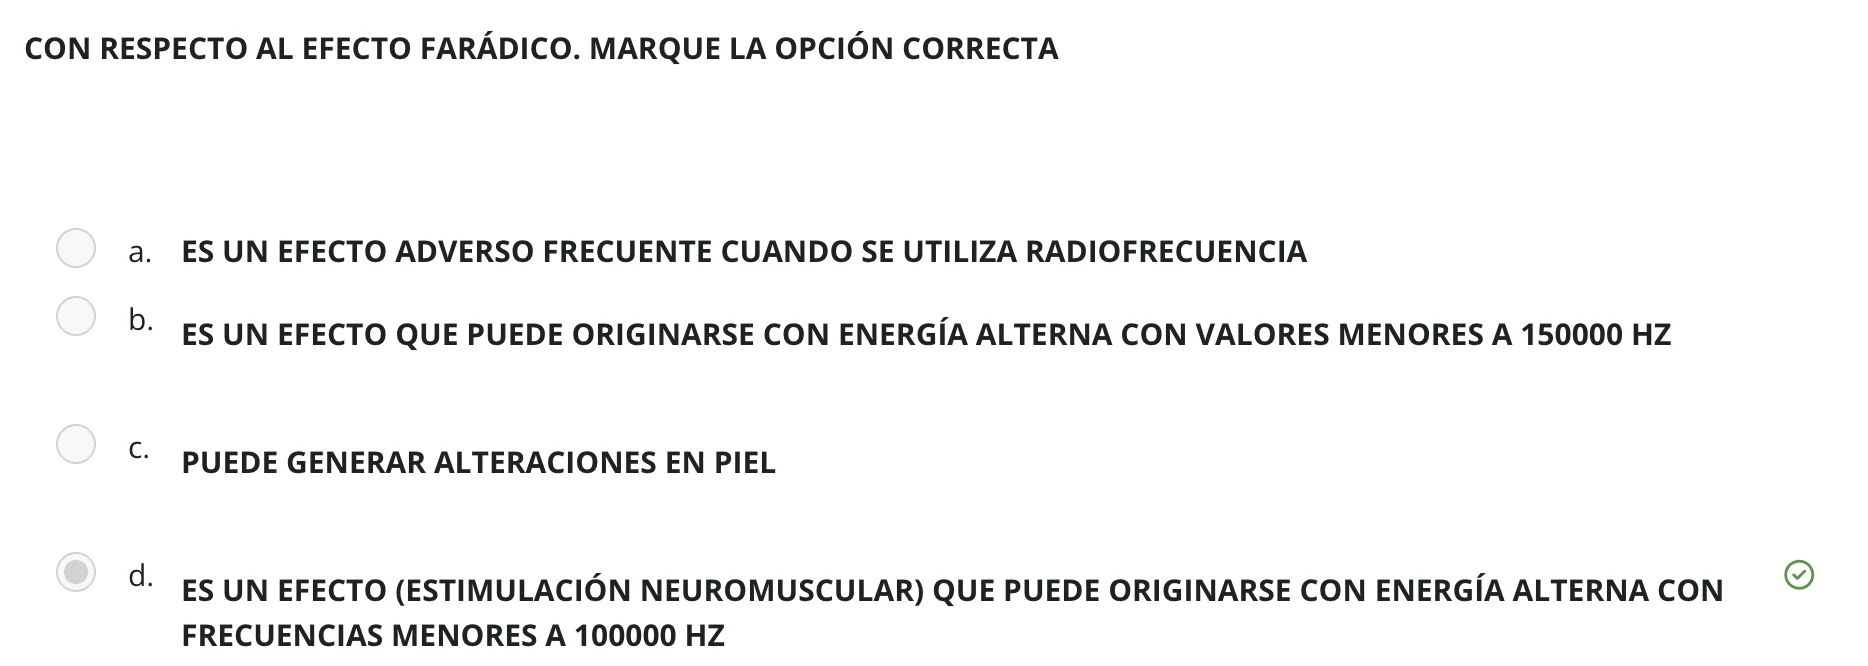 CON RESPECTO AL EFECTO FARÁDICO. MARQUE LA OPCIÓN CORRECTA
a. ES UN EFECTO ADVERSO FRECUENTE CUANDO SE UTILIZA RADIOFRECUENCIA
b. ES UN EFECTO QUE PUEDE ORIGINARSE CON ENERGÍA ALTERNA CON VALORES MENORES A 150000 HZ
c. PUEDE GENERAR ALTERACIONES EN PIEL
d. ES UN EFECTO (ESTIMULACIÓN NEUROMUSCULAR) QUE PUEDE ORIGINARSE CON ENERGÍA ALTERNA CON
FRECUENCIAS MENORES A 100000 HZ